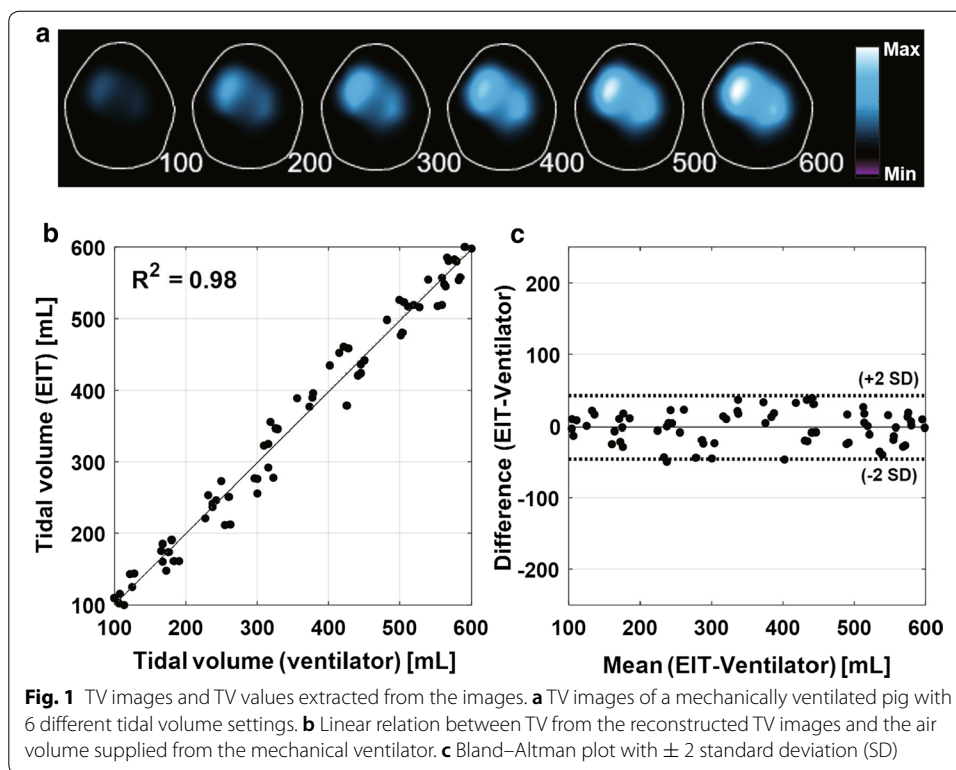 a
Max
100 200 300 400 500 600
Min
b
600
500
400
300
200
100
R² = 0.98
Tidal volume (EIT) [mL]
100 200 300 400 500 600
Tidal volume (ventilator) [mL]
c
200
100
0
-100
-200
(+2 SD)
(-2 SD)
Difference (EIT-Ventilator)
100 200 300 400 500 600
Mean (EIT-Ventilator) [mL]
Fig. 1 TV images and TV values extracted from the images. a TV images of a mechanically ventilated pig with
6 different tidal volume settings. b Linear relation between TV from the reconstructed TV images and the air
volume supplied from the mechanical ventilator. c Bland–Altman plot with ± 2 standard deviation (SD)